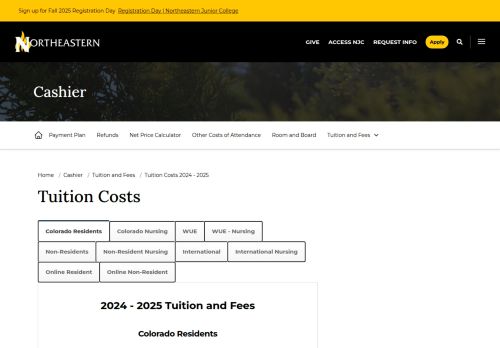 Sign up for Fall 2025 Registration Day Registration Day | Northeastern Junior College
NORTHEASTERN
GIVE ACCESS NJC REQUEST INFO Apply
Cashier
Payment Plan Refunds Net Price Calculator Other Costs of Attendance Room and Board Tuition and Fees
Home / Cashier / Tuition and Fees / Tuition Costs 2024 - 2025
Tuition Costs
Colorado Residents Colorado Nursing WUE WUE - Nursing
Non-Residents Non-Resident Nursing International International Nursing
Online Resident Online Non-Resident
2024 - 2025 Tuition and Fees
Colorado Residents